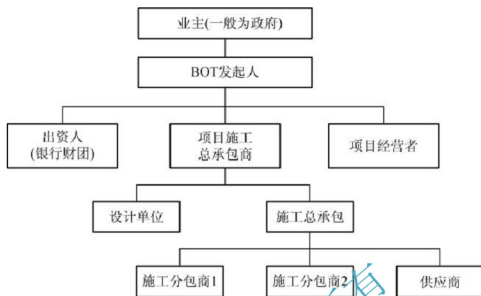 业主(一般为政府)
BOT发起人
出资人
(银行财团)
项目施工
总承包商
项目经营者
设计单位
施工总承包
施工分包商1
施工分包商2
供应商